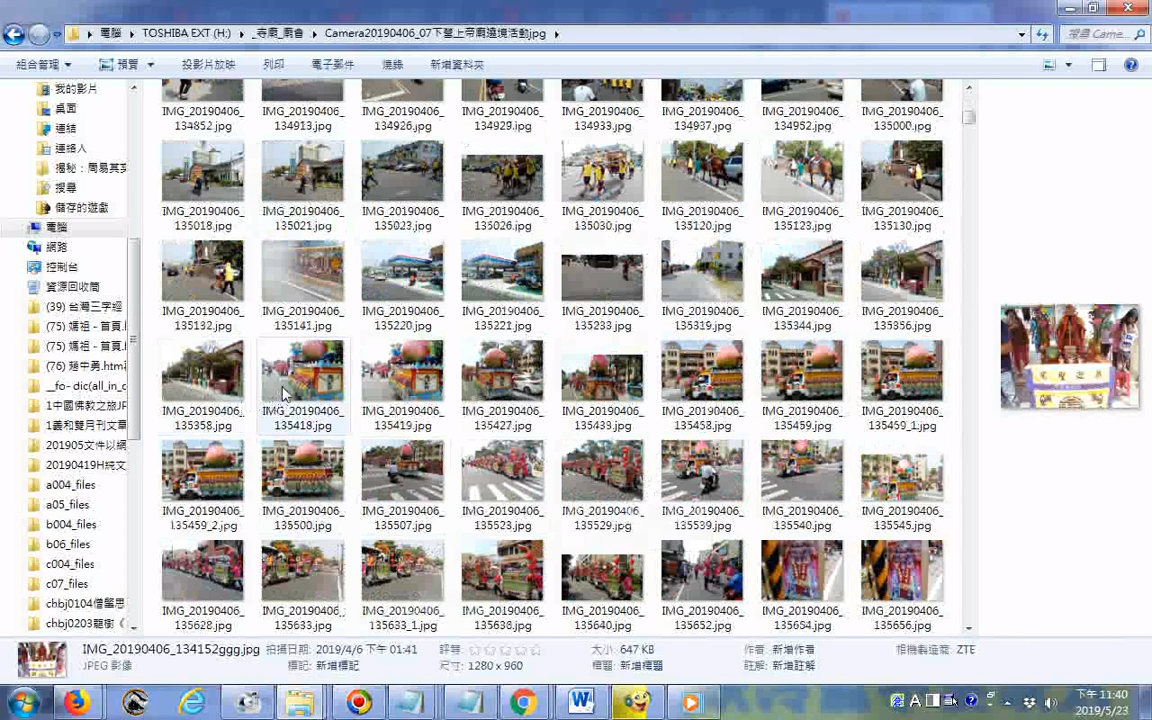 電腦 ▸ TOSHIBA EXT (H:) ▸ _寺廟_廟會 ▸ Camera20190406_07下營上帝廟遶境活動jpg ▸
搜尋 Came...
組合管理 預覽 投影片放映 列印 電子郵件 燒錄 新增資料夾
我的影片
桌面
連結
連絡人
搜尋
儲存的遊戲
電腦
網路
控制台
資源回收筒
(39) 台灣三字經
(75) 媽祖 - 首頁.h
(75) 媽祖 - 首頁.h
__fo- dic(all_in_c
1中國佛教之旅JP
1義和雙月刊文章
201905文件以網
20190419H純文
a004_files
a05_files
b004_files
b06_files
c004_files
c07_files
IMG_20190406_134852.jpg
IMG_20190406_134913.jpg
IMG_20190406_134926.jpg
IMG_20190406_134929.jpg
IMG_20190406_134933.jpg
IMG_20190406_134937.jpg
IMG_20190406_134952.jpg
IMG_20190406_135000.jpg
IMG_20190406_135018.jpg
IMG_20190406_135021.jpg
IMG_20190406_135023.jpg
IMG_20190406_135026.jpg
IMG_20190406_135030.jpg
IMG_20190406_135120.jpg
IMG_20190406_135123.jpg
IMG_20190406_135130.jpg
IMG_20190406_135132.jpg
IMG_20190406_135141.jpg
IMG_20190406_135220.jpg
IMG_20190406_135221.jpg
IMG_20190406_135233.jpg
IMG_20190406_135319.jpg
IMG_20190406_135344.jpg
IMG_20190406_135356.jpg
IMG_20190406_135358.jpg
IMG_20190406_135418.jpg
IMG_20190406_135419.jpg
IMG_20190406_135427.jpg
IMG_20190406_135433.jpg
IMG_20190406_135458.jpg
IMG_20190406_135459.jpg
IMG_20190406_135459_1.jpg
IMG_20190406_135459_2.jpg
IMG_20190406_135500.jpg
IMG_20190406_135507.jpg
IMG_20190406_135523.jpg
IMG_20190406_135529.jpg
IMG_20190406_135539.jpg
IMG_20190406_135540.jpg
IMG_20190406_135545.jpg
IMG_20190406_135628.jpg
IMG_20190406_135633.jpg
IMG_20190406_135633_1.jpg
IMG_20190406_135638.jpg
IMG_20190406_135640.jpg
IMG_20190406_135652.jpg
IMG_20190406_135654.jpg
IMG_20190406_135656.jpg
IMG_20190406_134152ggg.jpg 拍攝日期: 2019/4/6 下午 01:41 評等: 大小: 647 KB 作者: 新增作者 相機製造商: ZTE
JPEG 影像 標記: 新增標記 尺寸: 1280 x 960 標題: 新增標題 註解: 新增註解
下午 11:40
2019/5/23